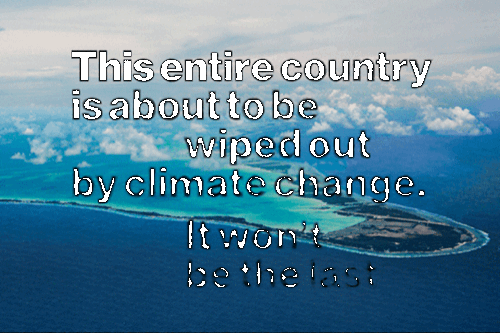 This entire country
is about to be
wiped out
by climate change.
It won't
be the last